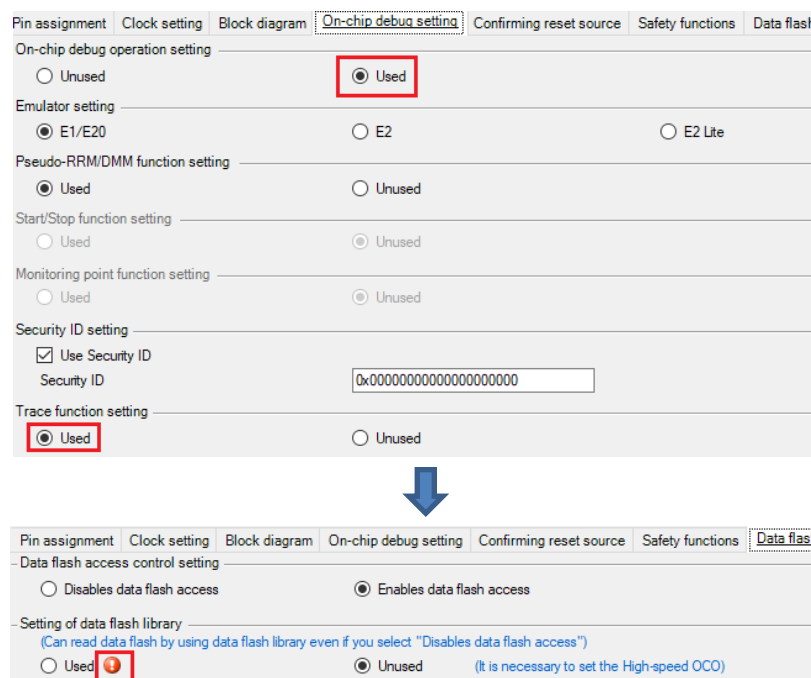 Pin assignment Clock setting Block diagram On-chip debug setting Confirming reset source Safety functions Data flash
On-chip debug operation setting
Unused Used
Emulator setting
E1/E20 E2 E2 Lite
Pseudo-RRM/DMM function setting
Used Unused
Start/Stop function setting
Used Unused
Monitoring point function setting
Used Unused
Security ID setting
Use Security ID
Security ID 0x00000000000000000000
Trace function setting
Used Unused
Pin assignment Clock setting Block diagram On-chip debug setting Confirming reset source Safety functions Data flas
Data flash access control setting
Disables data flash access Enables data flash access
Setting of data flash library
(Can read data flash by using data flash library even if you select "Disables data flash access")
Used Unused (It is necessary to set the High-speed OCO)